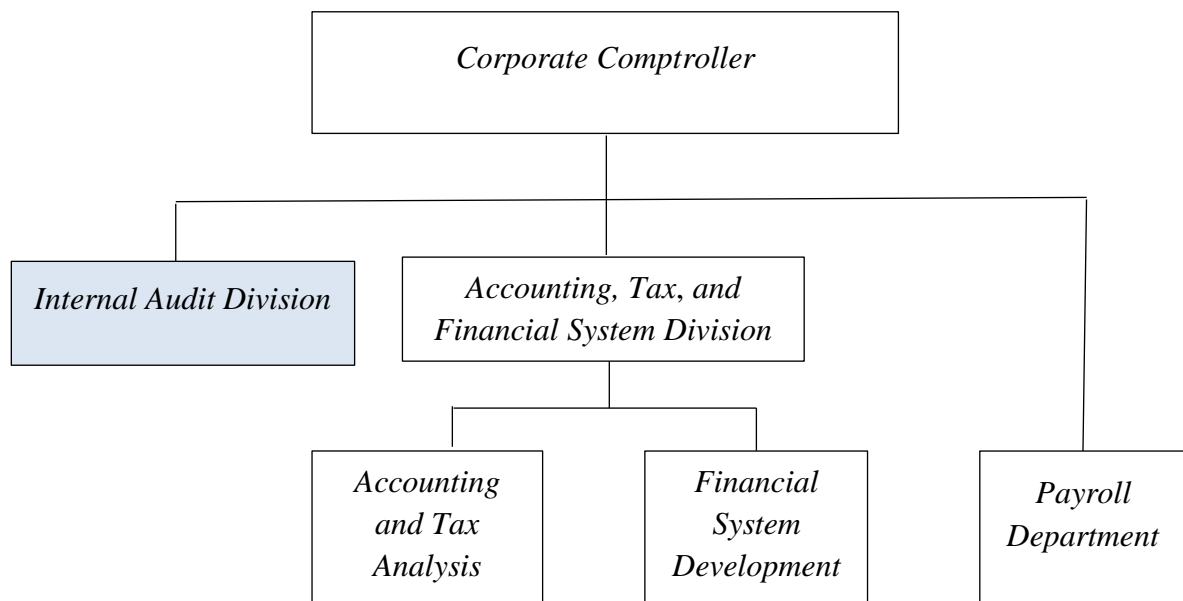 Corporate Comptroller
Internal Audit Division
Accounting, Tax, and
Financial System Division
Accounting
and Tax
Analysis
Financial
System
Development
Payroll
Department